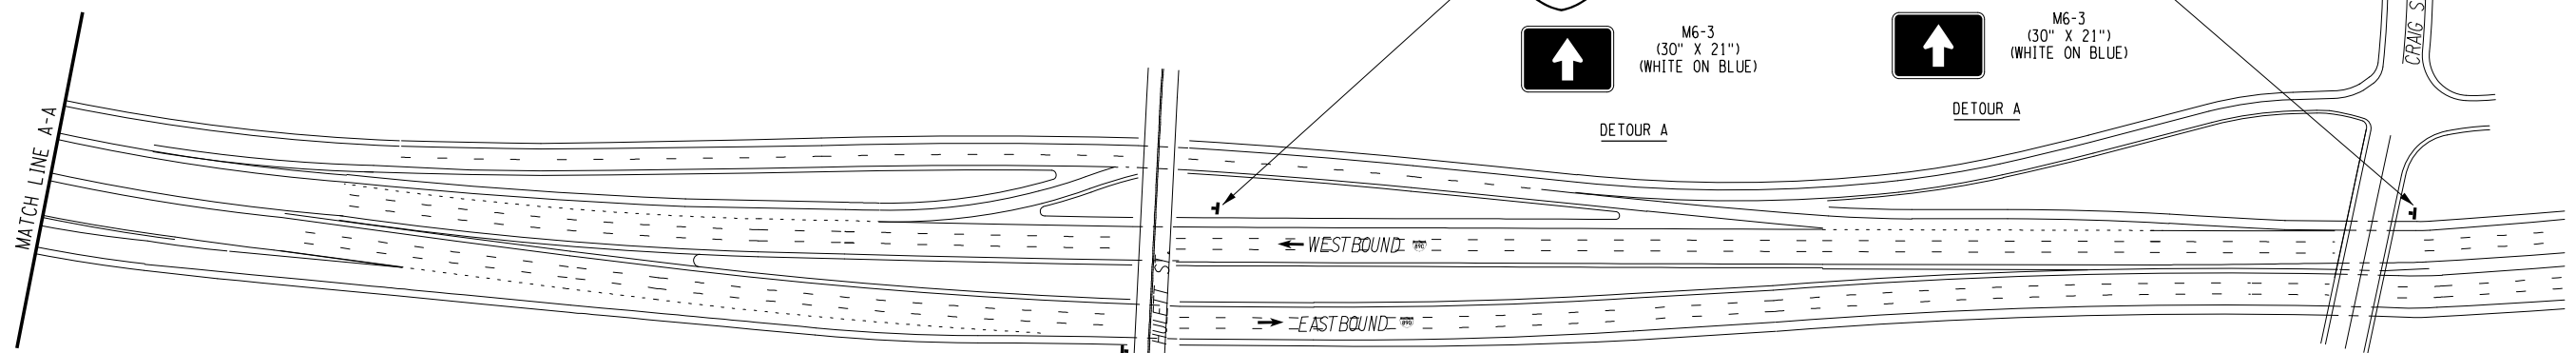 M6-3
(30" X 21")
(WHITE ON BLUE)
DETOUR A
M6-3
(30" X 21")
(WHITE ON BLUE)
DETOUR A
CRAIG S
MATCH LINE A-A
HULETT ST.
WESTBOUND
EASTBOUND